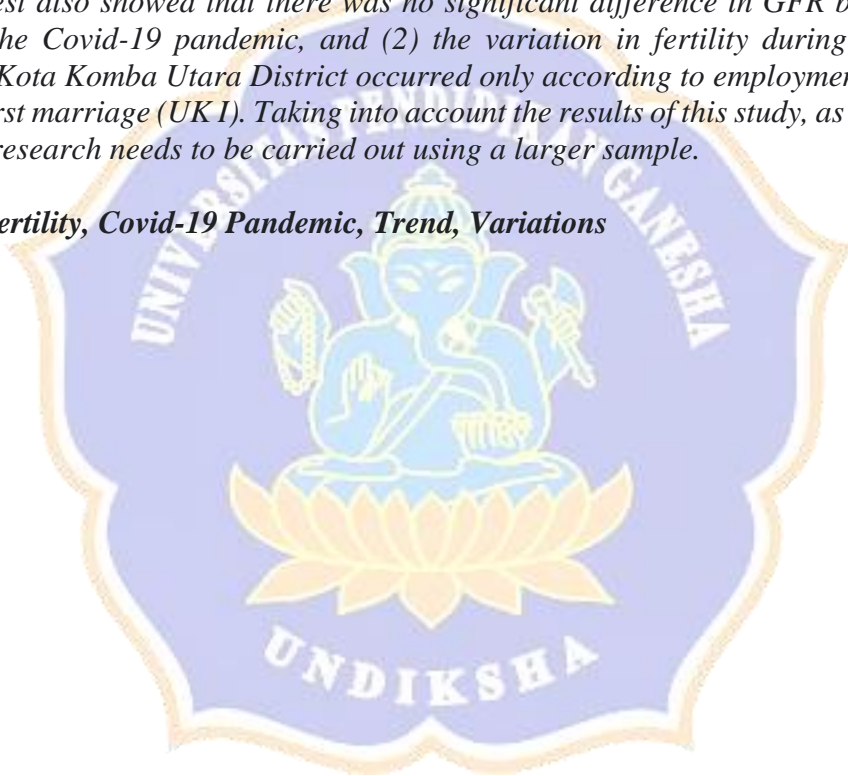 est also showed that there was no significant difference in GFR b
he Covid-19 pandemic, and (2) the variation in fertility during
Kota Komba Utara District occurred only according to employmen
rst marriage (UK I). Taking into account the results of this study, as
research needs to be carried out using a larger sample.
ertility, Covid-19 Pandemic, Trend, Variations
UNIVERSITAS PENDIDIKAN GANESHA
UNDIKSHA